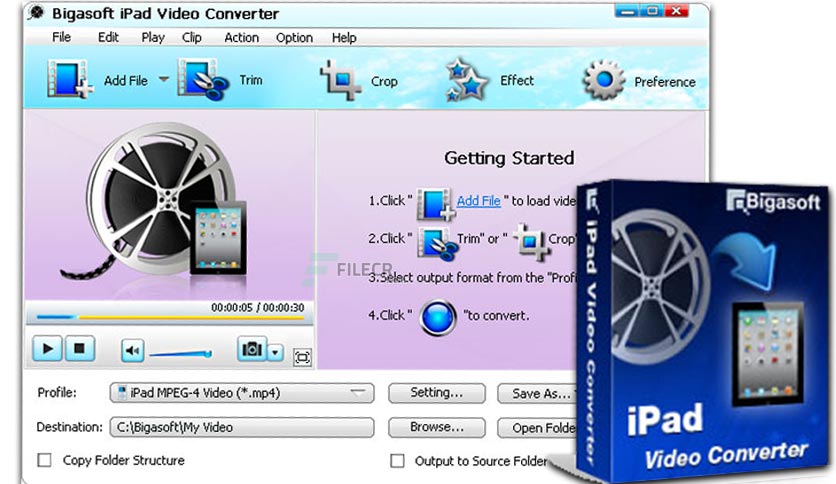 Bigasoft iPad Video Converter
File Edit Play Clip Action Option Help
Add File Trim Crop Effect Preference
Getting Started
1.Click " Add File " to load vide
2.Click " Trim" or " Crop"
3.Select output format from the "Profi
4.Click " "to convert.
FILECR
00:00:05 / 00:00:30
Profile: iPad MPEG-4 Video (*.mp4) Setting... Save As...
Destination: C:\Bigasoft\My Video Browse... Open Folde
Copy Folder Structure Output to Source Folder
Bigasoft
iPad Video Converter
iPad
Video Converter